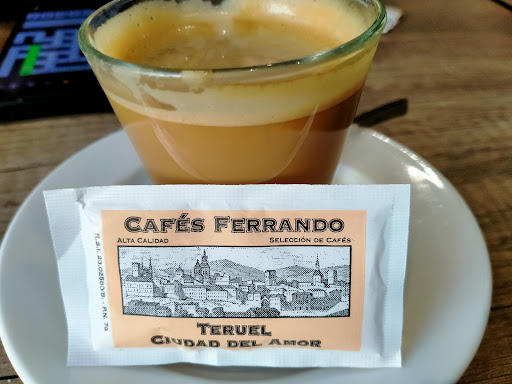 CAFÉS FERRANDO
ALTA CALIDAD SELECCIÓN DE CAFÉS
TERUEL
CIUDAD DEL AMOR